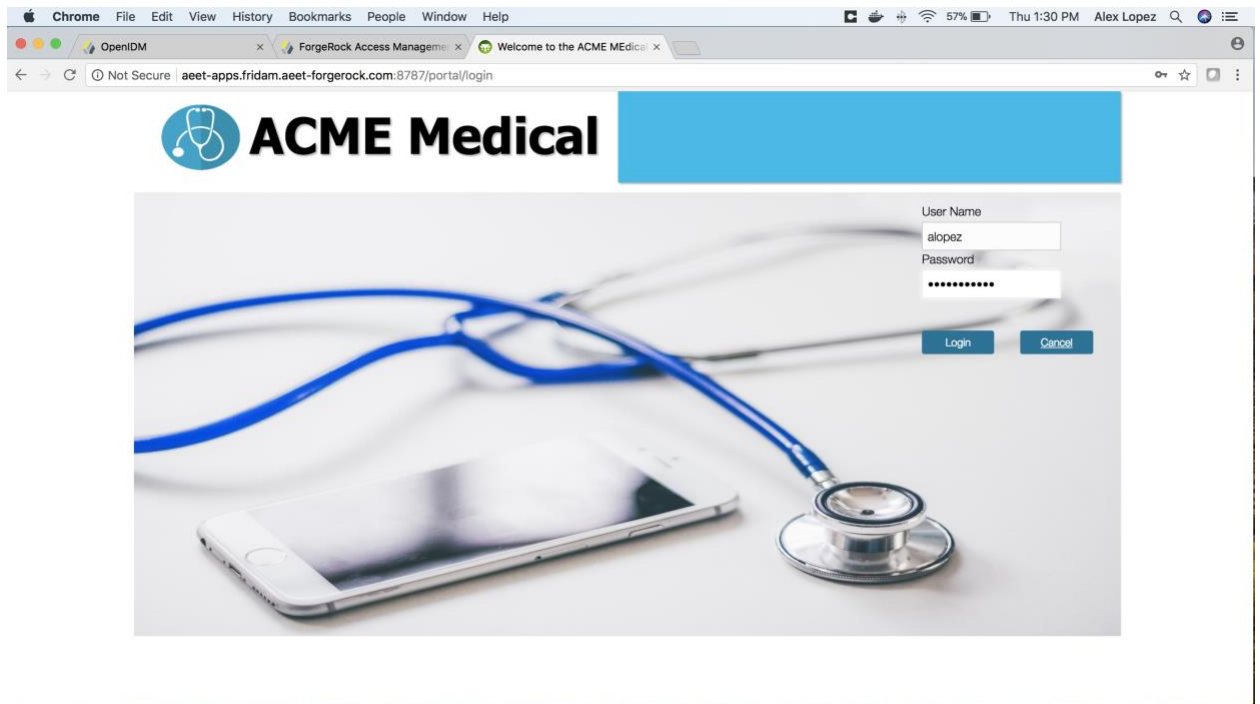 Chrome File Edit View History Bookmarks People Window Help 57% Thu 1:30 PM Alex Lopez
OpenIDM × ForgeRock Access Manageme × Welcome to the ACME MEdica ×
Not Secure aeet-apps.fridam.aeet-forgerock.com:8787/portal/login
ACME Medical
User Name
alopez
Password
•••••••••••
Login Cancel